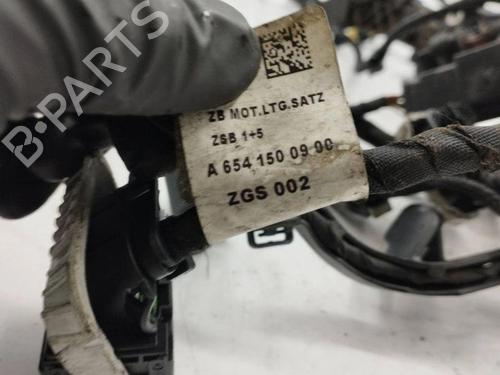 B-PARTS
ZB MOT.LTG.SATZ
ZSB 1+5
A 654 150 09 00
ZGS 002